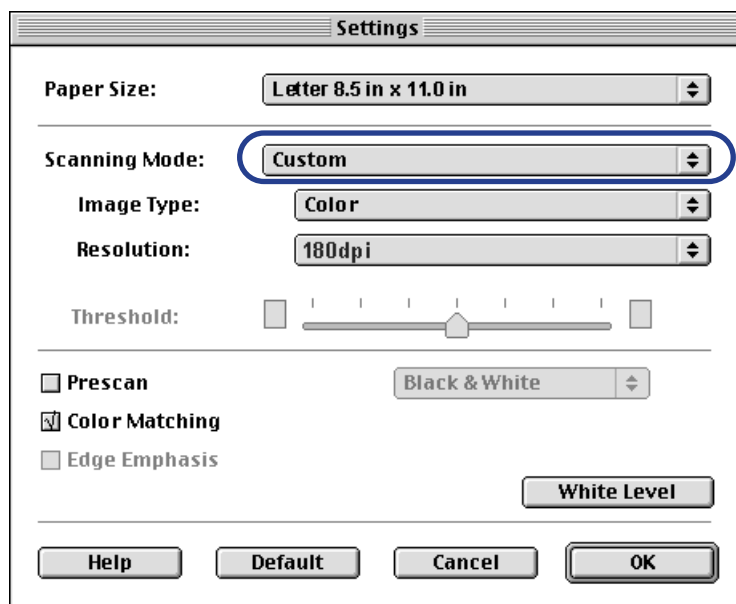 Settings
Paper Size: Letter 8.5 in x 11.0 in
Scanning Mode: Custom
Image Type: Color
Resolution: 180dpi
Threshold:
Prescan Black & White
Color Matching
Edge Emphasis
White Level
Help Default Cancel OK